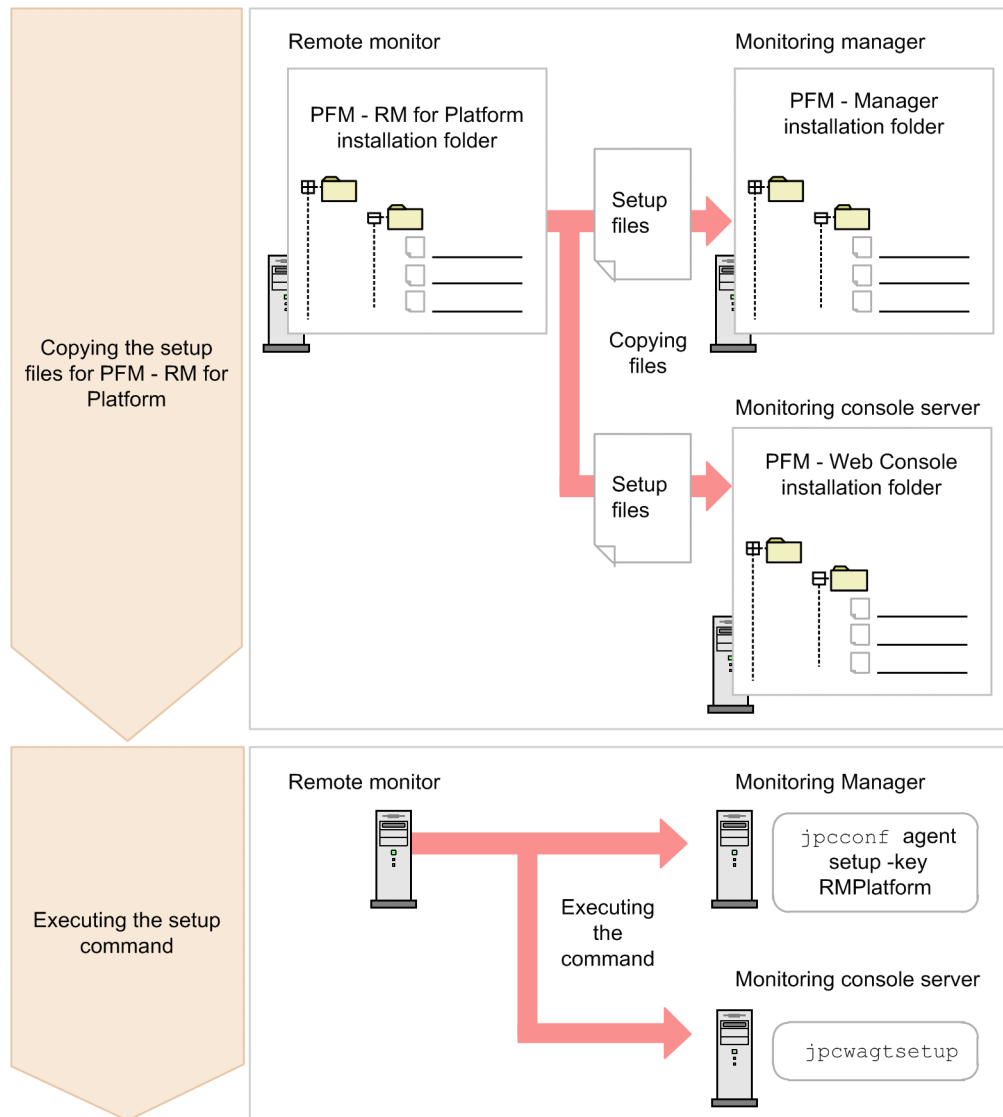 Copying the setup
files for PFM - RM for
Platform
Remote monitor
PFM - RM for Platform
installation folder
Setup
files
Copying
files
Setup
files
Monitoring manager
PFM - Manager
installation folder
Monitoring console server
PFM - Web Console
installation folder
Executing the setup
command
Remote monitor
Executing
the
command
Monitoring Manager
jpcconf agent
setup -key
RMPlatform
Monitoring console server
jpcwagtsetup